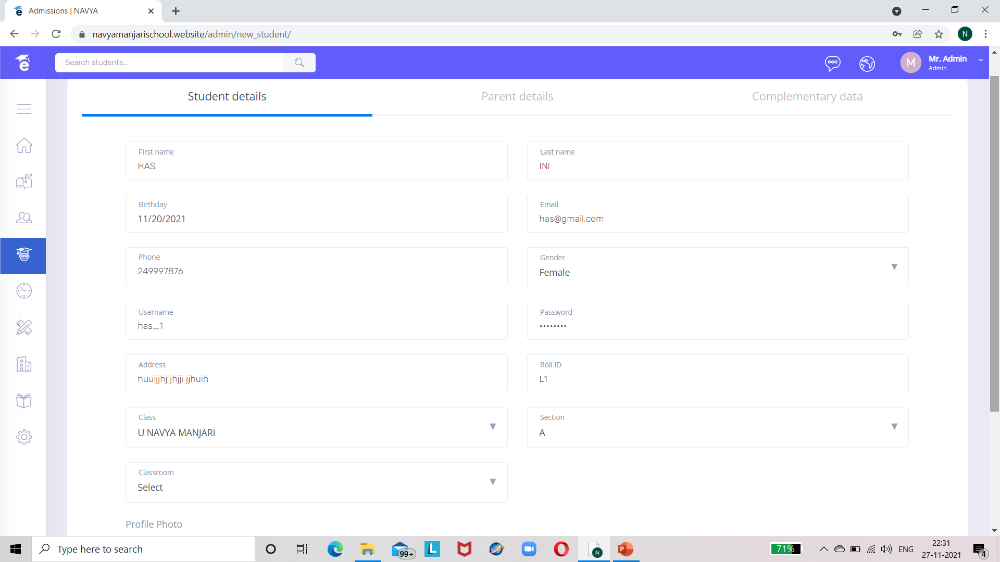 Admissions | NAVYA
navyamanjarischool.website/admin/new_student/
N
e
Search students...
M
Mr. Admin
Admin
Student details
Parent details
Complementary data
First name
HAS
Last name
INI
Birthday
11/20/2021
Email
has@gmail.com
Phone
249997876
Gender
Female
Username
has_1
Password
••••••••
Address
huuijjhj jhjji jjhuih
Roll ID
L1
Class
U NAVYA MANJARI
Section
A
Classroom
Select
Profile Photo
Type here to search
99+
L
N
P
71%
ENG
22:31
27-11-2021
4